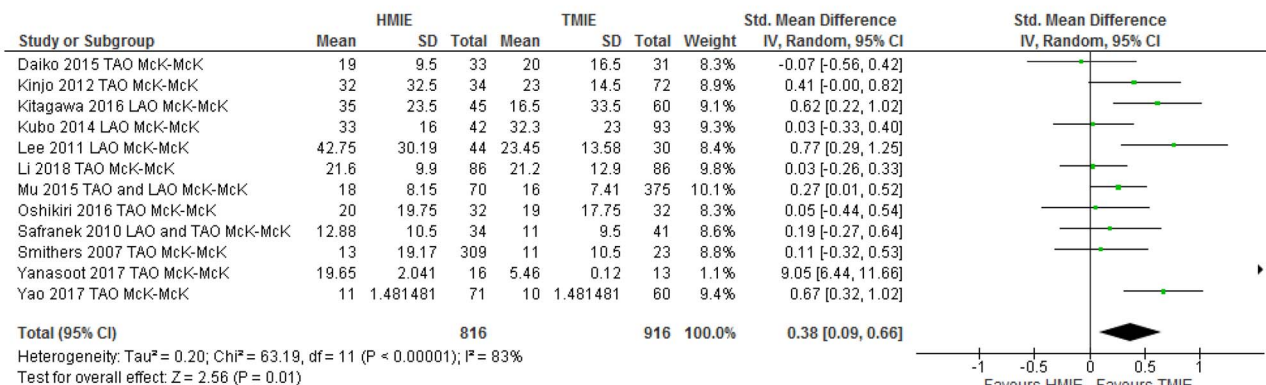 HMIE TMIE Std. Mean Difference Std. Mean Difference
Study or Subgroup Mean SD Total Mean SD Total Weight IV, Random, 95% CI IV, Random, 95% CI
Daiko 2015 TAO McK-McK 19 9.5 33 20 16.5 31 8.3% -0.07 [-0.56, 0.42]
Kinjo 2012 TAO McK-McK 32 32.5 34 23 14.5 72 8.9% 0.41 [-0.00, 0.82]
Kitagawa 2016 LAO McK-McK 35 23.5 45 16.5 33.5 60 9.1% 0.62 [0.22, 1.02]
Kubo 2014 LAO McK-McK 33 16 42 32.3 23 93 9.3% 0.03 [-0.33, 0.40]
Lee 2011 LAO McK-McK 42.75 30.19 44 23.45 13.58 30 8.4% 0.77 [0.29, 1.25]
Li 2018 TAO McK-McK 21.6 9.9 86 21.2 12.9 86 9.8% 0.03 [-0.26, 0.33]
Mu 2015 TAO and LAO McK-McK 18 8.15 70 16 7.41 375 10.1% 0.27 [0.01, 0.52]
Oshikiri 2016 TAO McK-McK 20 19.75 32 19 17.75 32 8.3% 0.05 [-0.44, 0.54]
Safranek 2010 LAO and TAO McK-McK 12.88 10.5 34 11 9.5 41 8.6% 0.19 [-0.27, 0.64]
Smithers 2007 TAO McK-McK 13 19.17 309 11 10.5 23 8.8% 0.11 [-0.32, 0.53]
Yanasoot 2017 TAO McK-McK 19.65 2.041 16 5.46 0.12 13 1.1% 9.05 [6.44, 11.66]
Yao 2017 TAO McK-McK 11 1.481481 71 10 1.481481 60 9.4% 0.67 [0.32, 1.02]
Total (95% CI) 816 916 100.0% 0.38 [0.09, 0.66]
Heterogeneity: Tau² = 0.20; Chi² = 63.19, df = 11 (P < 0.00001); I² = 83%
Test for overall effect: Z = 2.56 (P = 0.01)
-1 -0.5 0 0.5 1
Favours HMIE Favours TMIE